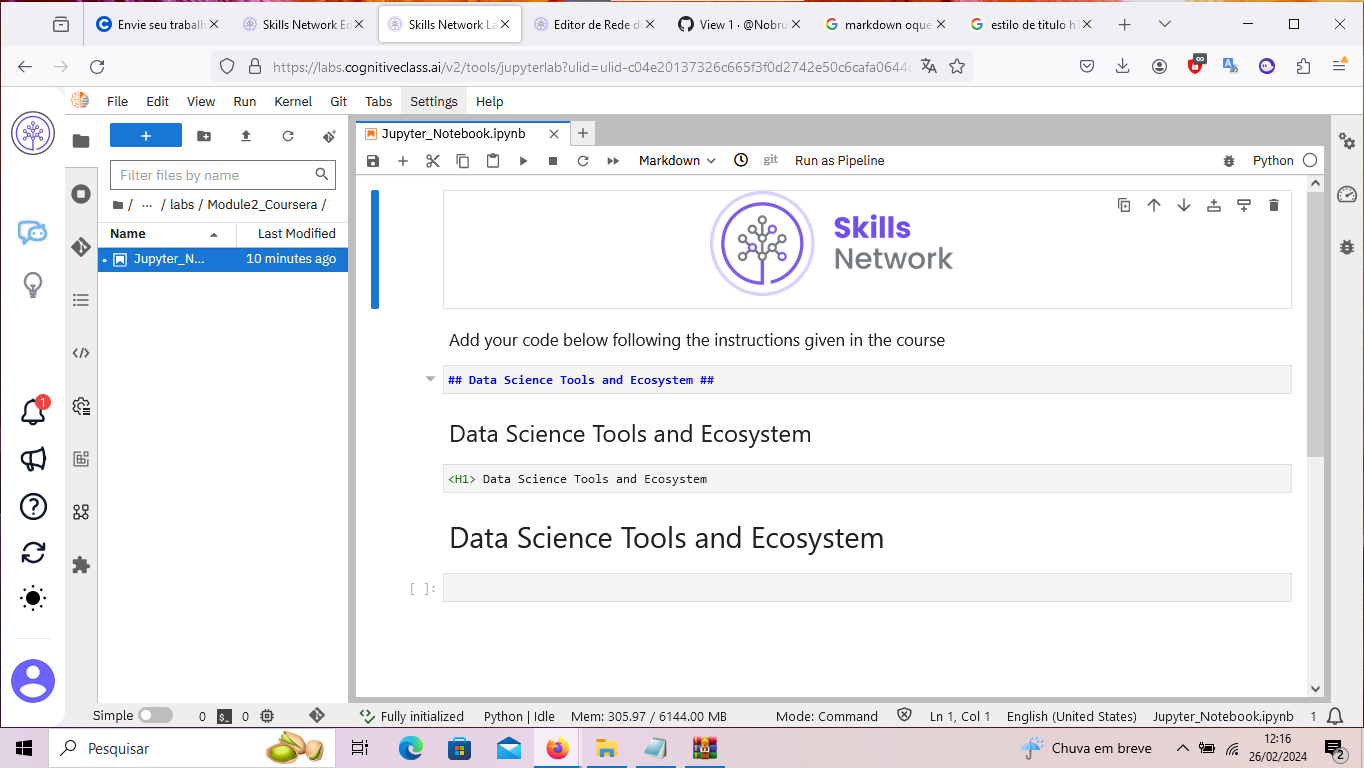 Envie seu trabalh
Skills Network Ed
Skills Network La
Editor de Rede de
View 1 · @Nobru
markdown oque
estilo de titulo h1
https://labs.cognitiveclass.ai/v2/tools/jupyterlab?ulid=ulid-c04e20137326c665f3f0d2742e50c6cafa0644c
File Edit View Run Kernel Git Tabs Settings Help
Jupyter_Notebook.ipynb
Markdown git Run as Pipeline Python
Filter files by name
/ ... / labs / Module2_Coursera /
Name Last Modified
Jupyter_N... 10 minutes ago
Skills
Network
Add your code below following the instructions given in the course
## Data Science Tools and Ecosystem ##
Data Science Tools and Ecosystem
<H1> Data Science Tools and Ecosystem
Data Science Tools and Ecosystem
[ ]:
1
Simple 0 $_ 0 Fully initialized Python | Idle Mem: 305.97 / 6144.00 MB Mode: Command Ln 1, Col 1 English (United States) Jupyter_Notebook.ipynb 1
Pesquisar
Chuva em breve
12:16
26/02/2024
2